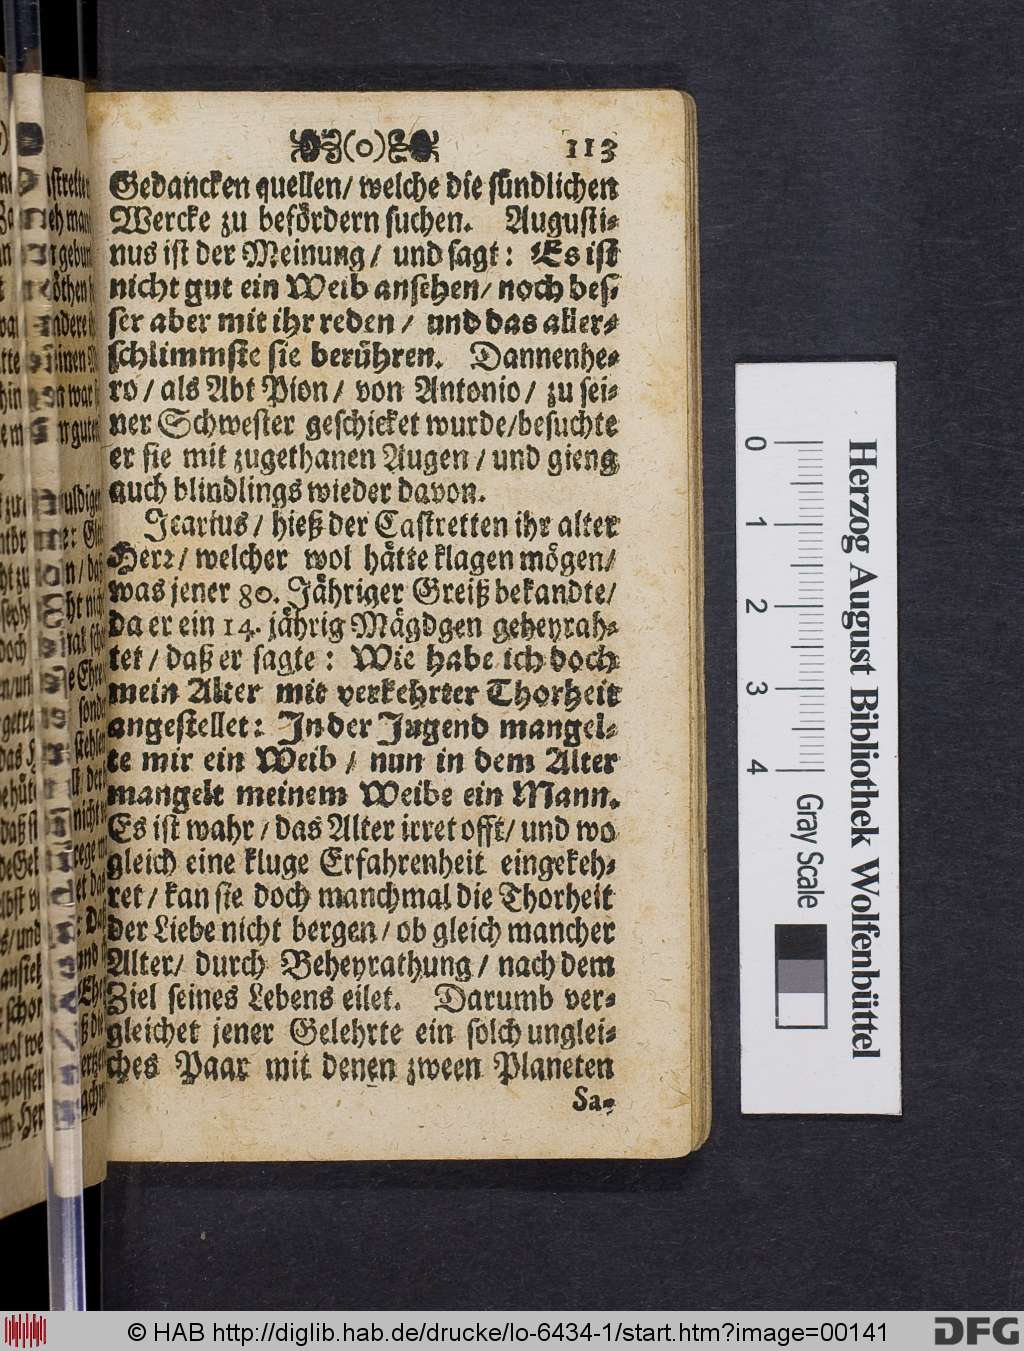 (o) 113
Gedancken quellen/ welche die sündlichen
Wercke zu befördern suchen. Augusti-
nus ist der Meinung/ und sagt: Es ist
nicht gut ein Weib ansehen/ noch bes-
ser aber mit ihr reden/ und das aller-
schlimmste sie berühren. Dannenhe-
ro/ als Abt Pion/ von Antonio/ zu sei-
ner Schwester geschicket wurde/besuchte
er sie mit zugethanen Augen/ und gieng
auch blindlings wieder davon.
Icarius/ hieß der Castretten ihr alter
Herr/ welcher wol hätte klagen mögen/
was jener 80. Jähriger Greiß bekandte/
da er ein 14. jährig Mägdgen geheyrah-
tet/ daß er sagte: Wie habe ich doch
mein Alter mit verkehrter Thorheit
angestellet: In der Jugend mangel-
te mir ein Weib/ nun in dem Alter
mangelt meinem Weibe ein Mann.
Es ist wahr/ das Alter irret offt/ und wo
gleich eine kluge Erfahrenheit eingekeh-
ret/ kan sie doch manchmal die Thorheit
der Liebe nicht bergen/ ob gleich mancher
Alter/ durch Beheyrathung/ nach dem
Ziel seines Lebens eilet. Darumb ver-
gleichet jener Gelehrte ein solch unglei-
ches Paar mit denen zween Planeten
Sa-
Herzog August Bibliothek Wolfenbüttel
0 1 2 3 4 Gray Scale
© HAB http://diglib.hab.de/drucke/lo-6434-1/start.htm?image=00141
DFG